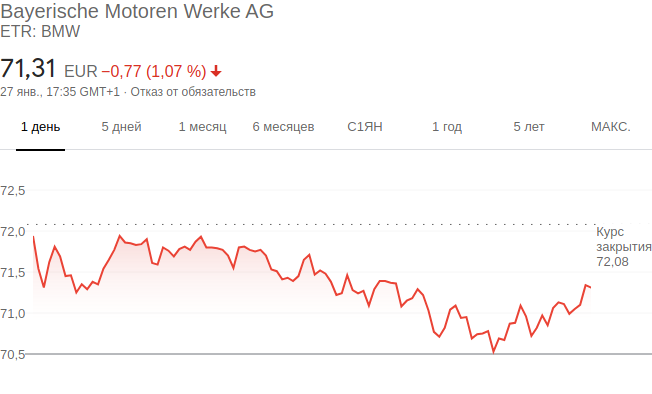 Bayerische Motoren Werke AG
ETR: BMW
71,31 EUR −0,77 (1,07 %)
27 янв., 17:35 GMT+1 · Отказ от обязательств
1 день 5 дней 1 месяц 6 месяцев С1ЯН 1 год 5 лет МАКС.
72,5
72,0
71,5
71,0
70,5
Курс
закрытия
72,08